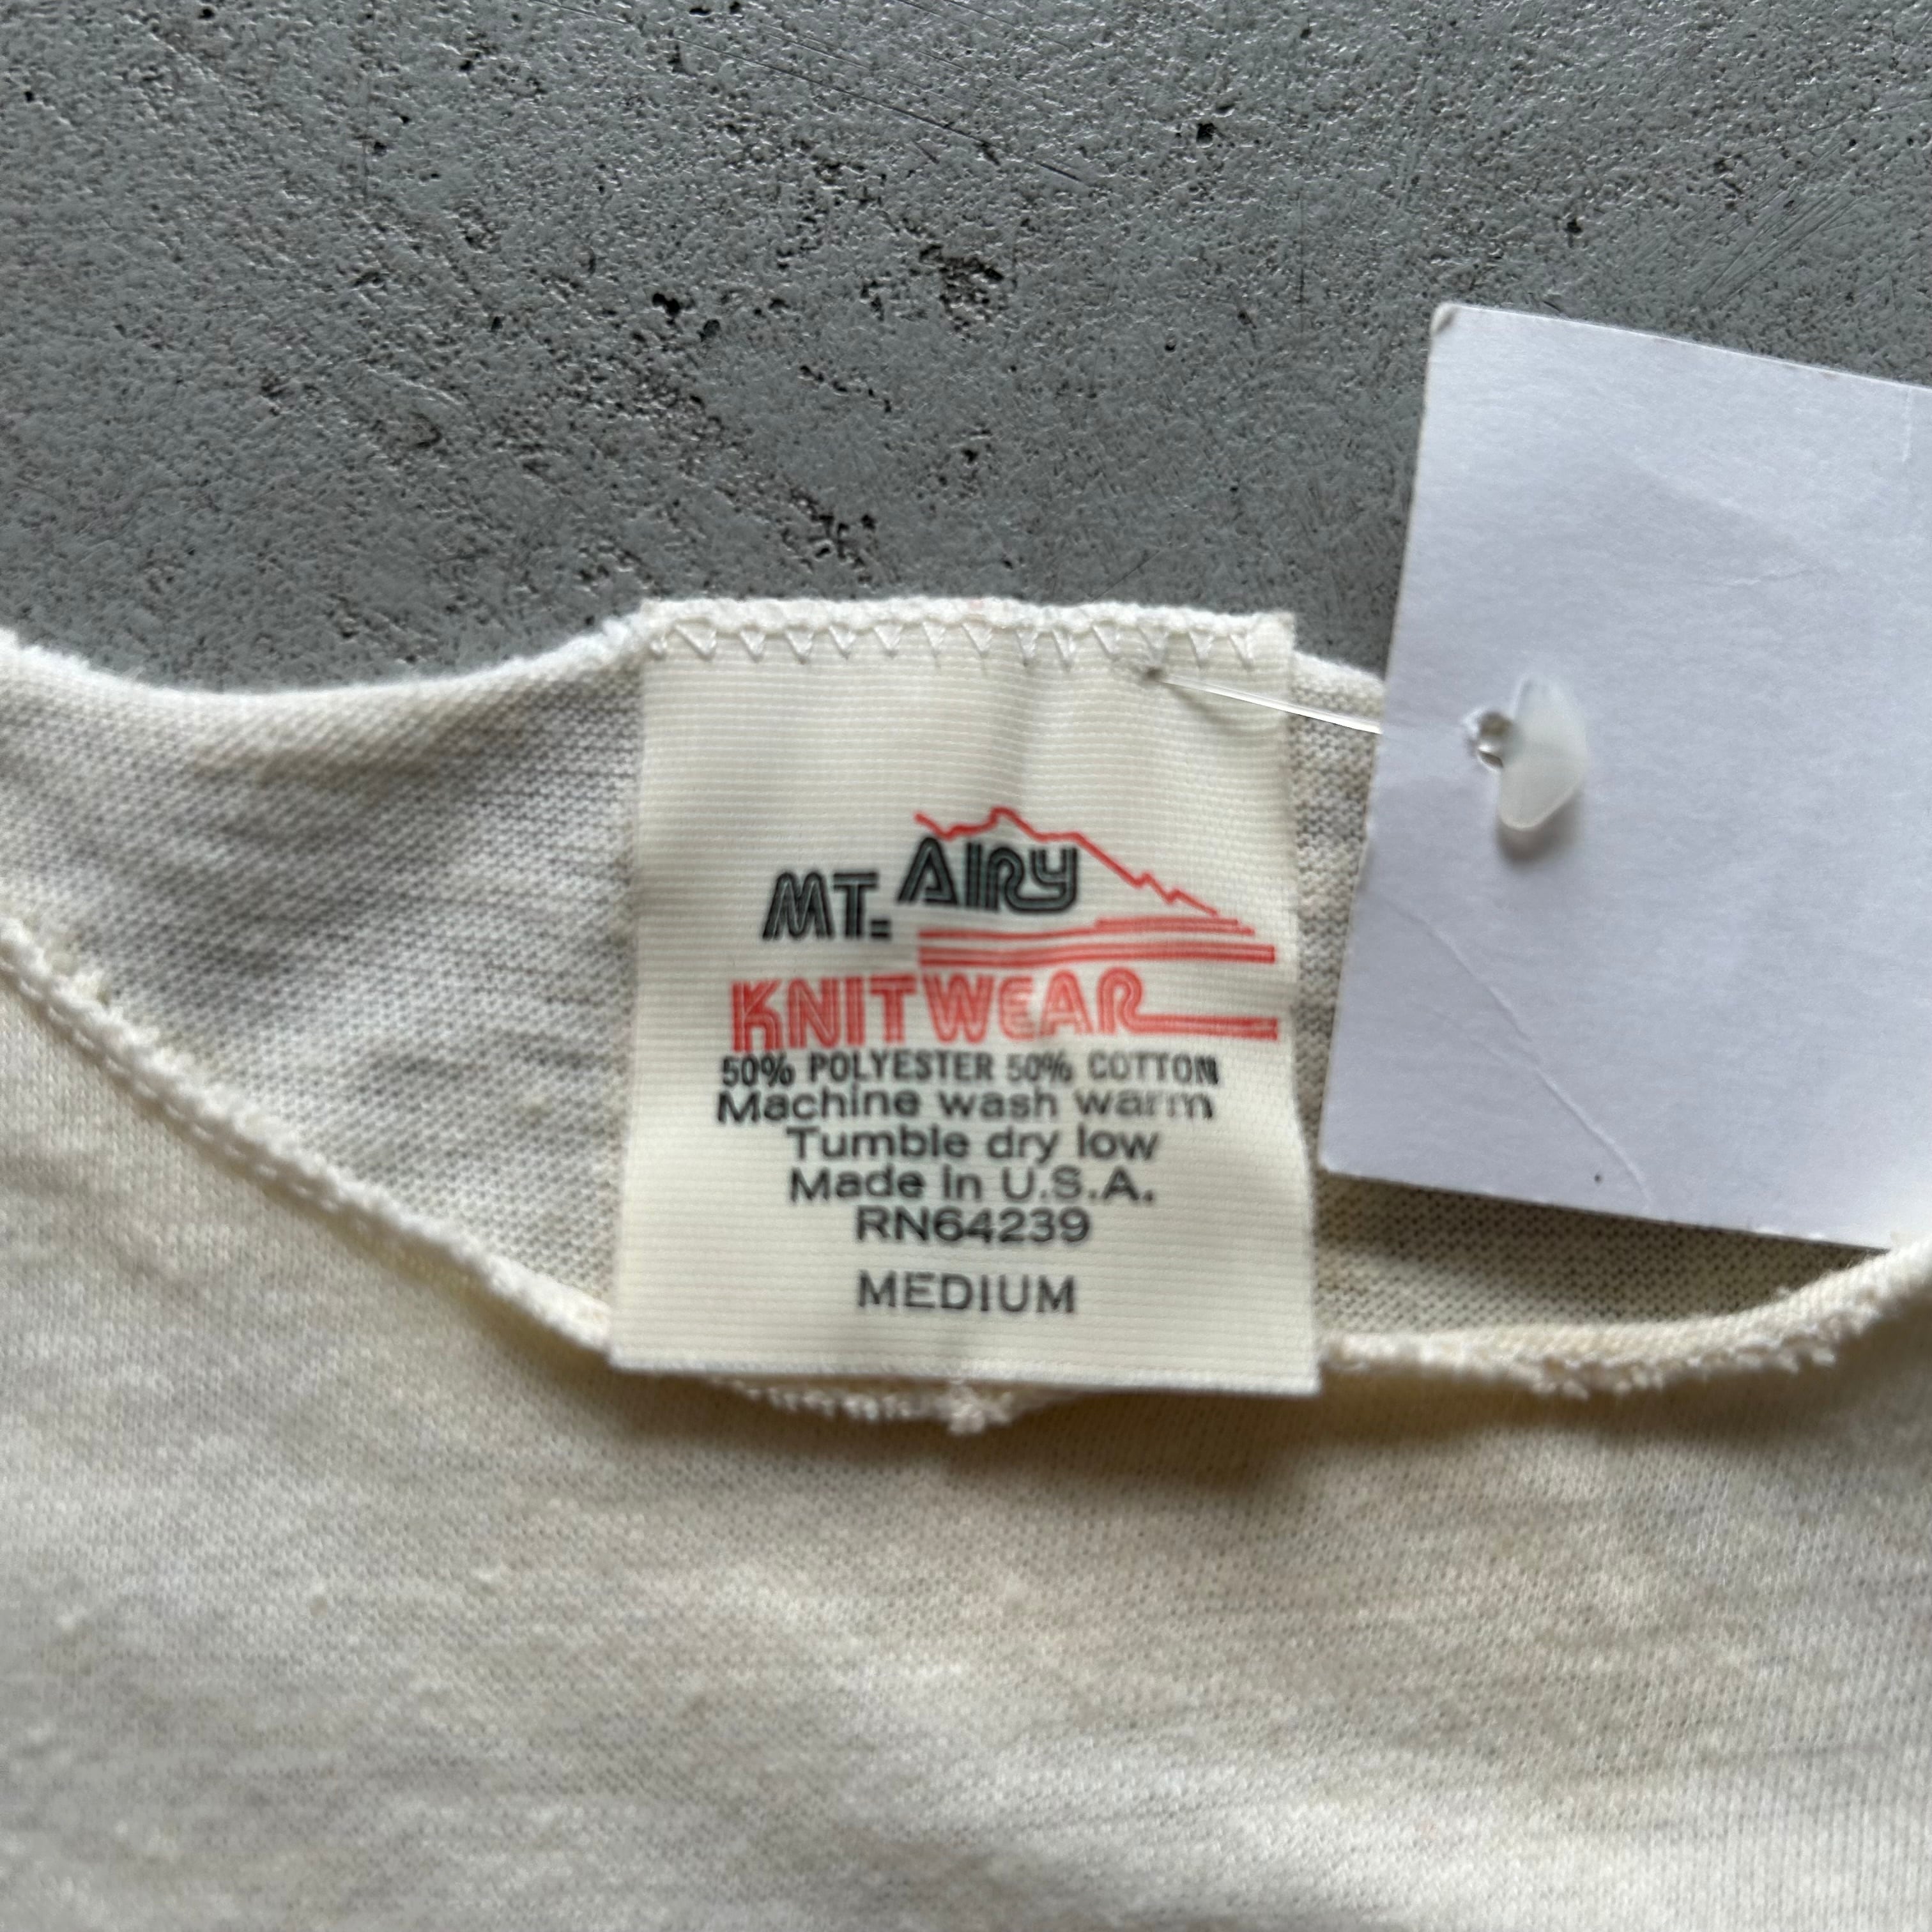 MT. AIRY
KNITWEAR
50% POLYESTER 50% COTTON
Machine wash warm
Tumble dry low
Made in U.S.A.
RN64239
MEDIUM